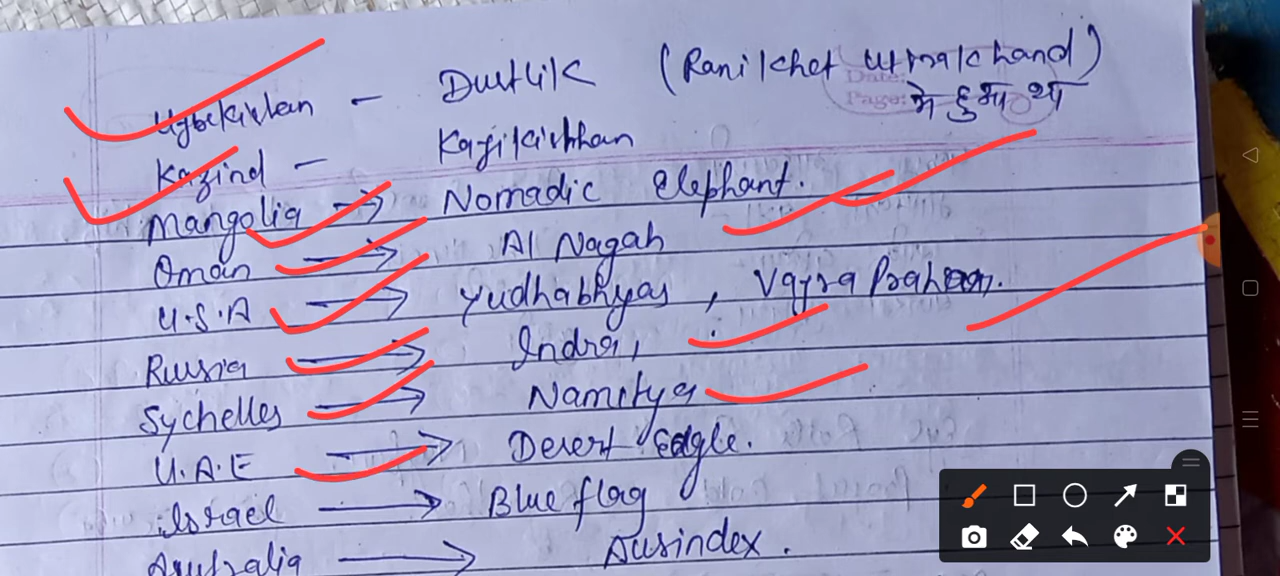 Uzbekistan - Dustlik (Ranikhet Uttrakhand)
Date:
Page: में हुआ था
Kazind - Kazikisthan
Mangolia → Nomadic Elephant.
Oman → Al Nagah
U.S.A → Yudhabhyas, Vajra Prahar.
Russia → Indra,
Sychelles → Lamitya
U.A.E → Desert Eagle.
Israel → Blue flag
Australia → Ausindex.